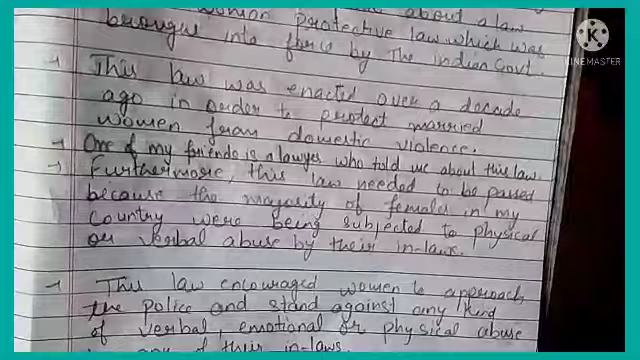 about a law
women protective law which was
brought into force by the Indian Govt.
→ This law was enacted over a decade
ago in order to protect married
women from domestic violence.
→ One of my friends is a lawyer who told me about this law.
→ Furthermore, this law needed to be passed
because the majority of females in my
country were being subjected to physical
or verbal abuse by their in-laws.
→ This law encouraged women to approach
the police and stand against any kind
of verbal, emotional or physical abuse
any of their in-laws.
KINEMASTER